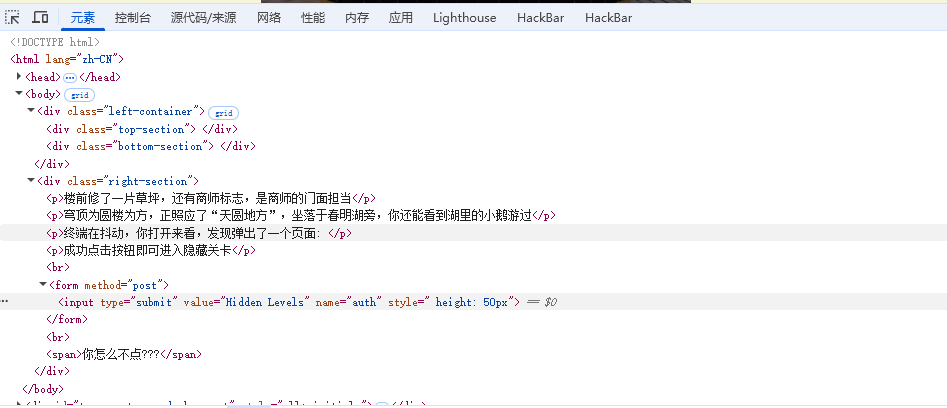 元素 控制台 源代码/来源 网络 性能 内存 应用 Lighthouse HackBar HackBar
<!DOCTYPE html>
<html lang="zh-CN">
<head> ⋯ </head>
<body> grid
<div class="left-container"> grid
<div class="top-section"> </div>
<div class="bottom-section"> </div>
</div>
<div class="right-section">
<p>楼前修了一片草坪，还有商师标志，是商师的门面担当</p>
<p>穹顶为圆楼为方，正照应了“天圆地方”，坐落于春明湖旁，你还能看到湖里的小鹅游过</p>
<p>终端在抖动，你打开来看，发现弹出了一个页面: </p>
<p>成功点击按钮即可进入隐藏关卡</p>
<br>
<form method="post">
<input type="submit" value="Hidden Levels" name="auth" style=" height: 50px"> == $0
</form>
<br>
<span>你怎么不点???</span>
</div>
</body>